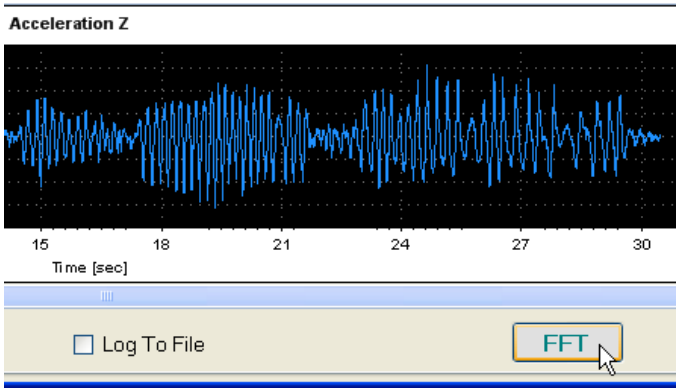 Acceleration Z
15 18 21 24 27 30
Time [sec]
Log To File FFT